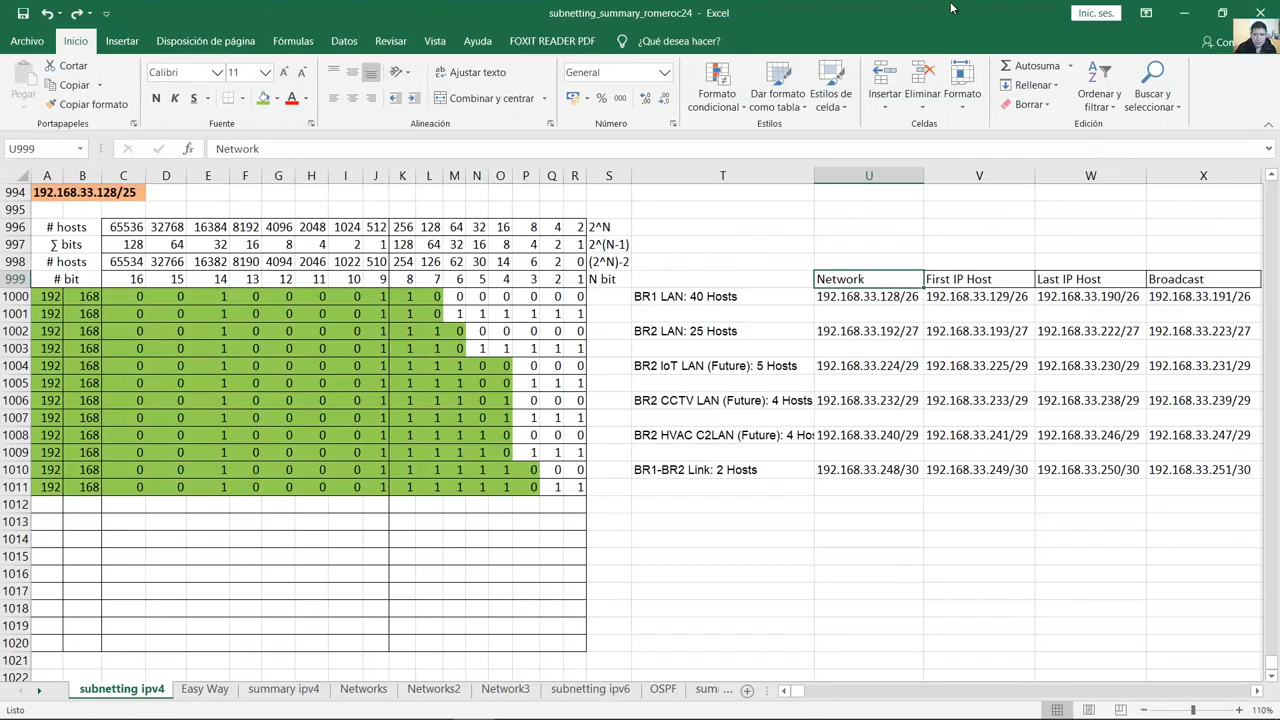 subnetting_summary_romeroc24 - Excel
Inic. ses.
Archivo Inicio Insertar Disposición de página Fórmulas Datos Revisar Vista Ayuda FOXIT READER PDF ¿Qué desea hacer?
Pegar
Cortar
Copiar
Copiar formato
Portapapeles
Calibri 11
N K S
Fuente
Ajustar texto
Combinar y centrar
Alineación
General
% 000
Número
Formato condicional
Dar formato como tabla
Estilos de celda
Estilos
Insertar
Eliminar
Formato
Celdas
Autosuma
Rellenar
Borrar
Ordenar y filtrar
Buscar y seleccionar
Edición
U999 fx Network
A B C D E F G H I J K L M N O P Q R S T U V W X
994 192.168.33.128/25
995
996 # hosts 65536 32768 16384 8192 4096 2048 1024 512 256 128 64 32 16 8 4 2 2^N
997 ∑ bits 128 64 32 16 8 4 2 1 128 64 32 16 8 4 2 1 2^(N-1)
998 # hosts 65534 32766 16382 8190 4094 2046 1022 510 254 126 62 30 14 6 2 0 (2^N)-2
999 # bit 16 15 14 13 12 11 10 9 8 7 6 5 4 3 2 1 N bit Network First IP Host Last IP Host Broadcast
1000 192 168 0 0 1 0 0 0 0 1 1 0 0 0 0 0 0 0 BR1 LAN: 40 Hosts 192.168.33.128/26 192.168.33.129/26 192.168.33.190/26 192.168.33.191/26
1001 192 168 0 0 1 0 0 0 0 1 1 0 1 1 1 1 1 1
1002 192 168 0 0 1 0 0 0 0 1 1 1 0 0 0 0 0 0 BR2 LAN: 25 Hosts 192.168.33.192/27 192.168.33.193/27 192.168.33.222/27 192.168.33.223/27
1003 192 168 0 0 1 0 0 0 0 1 1 1 0 1 1 1 1 1
1004 192 168 0 0 1 0 0 0 0 1 1 1 1 0 0 0 0 0 BR2 IoT LAN (Future): 5 Hosts 192.168.33.224/29 192.168.33.225/29 192.168.33.230/29 192.168.33.231/29
1005 192 168 0 0 1 0 0 0 0 1 1 1 1 0 0 1 1 1
1006 192 168 0 0 1 0 0 0 0 1 1 1 1 0 1 0 0 0 BR2 CCTV LAN (Future): 4 Hosts 192.168.33.232/29 192.168.33.233/29 192.168.33.238/29 192.168.33.239/29
1007 192 168 0 0 1 0 0 0 0 1 1 1 1 0 1 1 1 1
1008 192 168 0 0 1 0 0 0 0 1 1 1 1 1 0 0 0 0 BR2 HVAC C2LAN (Future): 4 Hos 192.168.33.240/29 192.168.33.241/29 192.168.33.246/29 192.168.33.247/29
1009 192 168 0 0 1 0 0 0 0 1 1 1 1 1 0 1 1 1
1010 192 168 0 0 1 0 0 0 0 1 1 1 1 1 1 0 0 0 BR1-BR2 Link: 2 Hosts 192.168.33.248/30 192.168.33.249/30 192.168.33.250/30 192.168.33.251/30
1011 192 168 0 0 1 0 0 0 0 1 1 1 1 1 1 0 1 1
1012
1013
1014
1015
1016
1017
1018
1019
1020
1021
1022
subnetting ipv4 Easy Way summary ipv4 Networks Networks2 Network3 subnetting ipv6 OSPF sum ...
Listo 110%